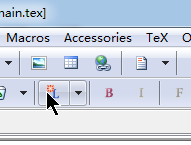 main.tex]
Macros Accessories TeX O
L B I F